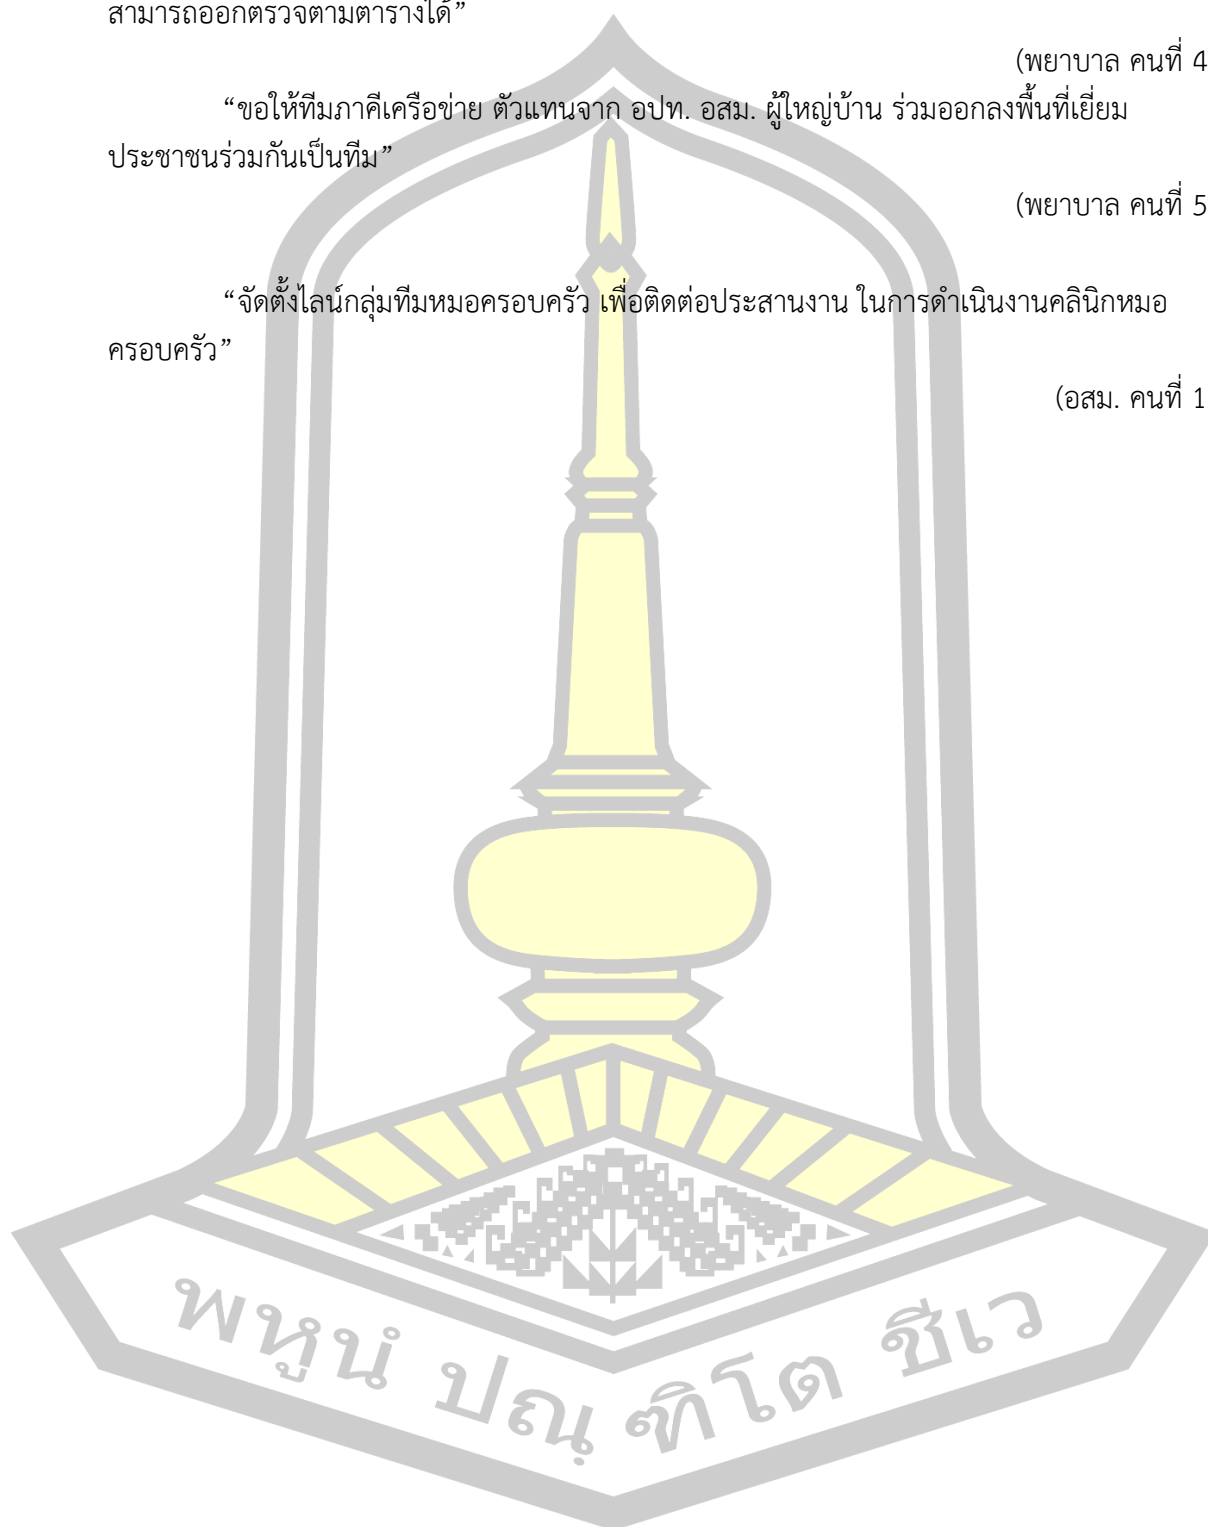 สามารถออกตรวจตามตารางได้”
(พยาบาล คนที่ 4
“ขอให้ทีมภาคีเครือข่าย ตัวแทนจาก อปท. อสม. ผู้ใหญ่บ้าน ร่วมออกลงพื้นที่เยี่ยม
ประชาชนร่วมกันเป็นทีม”
(พยาบาล คนที่ 5
“จัดตั้งไลน์กลุ่มทีมหมอครอบครัว เพื่อติดต่อประสานงาน ในการดำเนินงานคลินิกหมอ
ครอบครัว”
(อสม. คนที่ 1
พหูนํ ปณฺฑิโต ชีเว